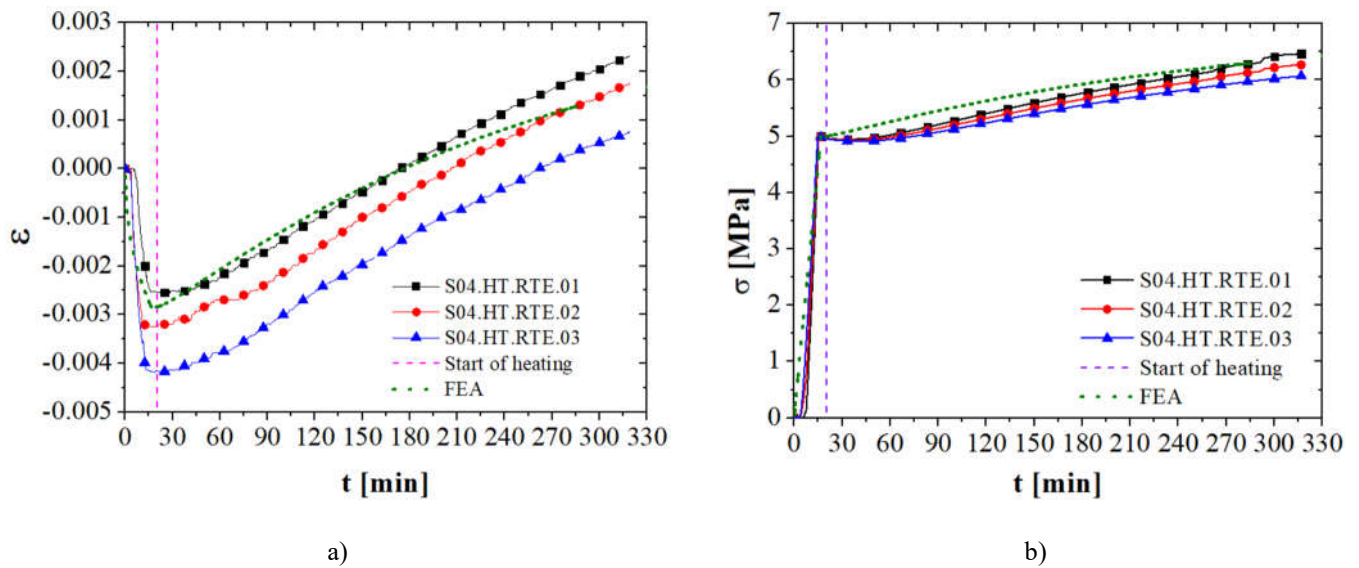 0.003
0.002
0.001
0.000
-0.001
-0.002
-0.003
-0.004
-0.005
ε
S04.HT.RTE.01
S04.HT.RTE.02
S04.HT.RTE.03
Start of heating
FEA
0 30 60 90 120 150 180 210 240 270 300 330
t [min]
a)
7
6
5
4
3
2
1
0
σ [MPa]
S04.HT.RTE.01
S04.HT.RTE.02
S04.HT.RTE.03
Start of heating
FEA
0 30 60 90 120 150 180 210 240 270 300 330
t [min]
b)